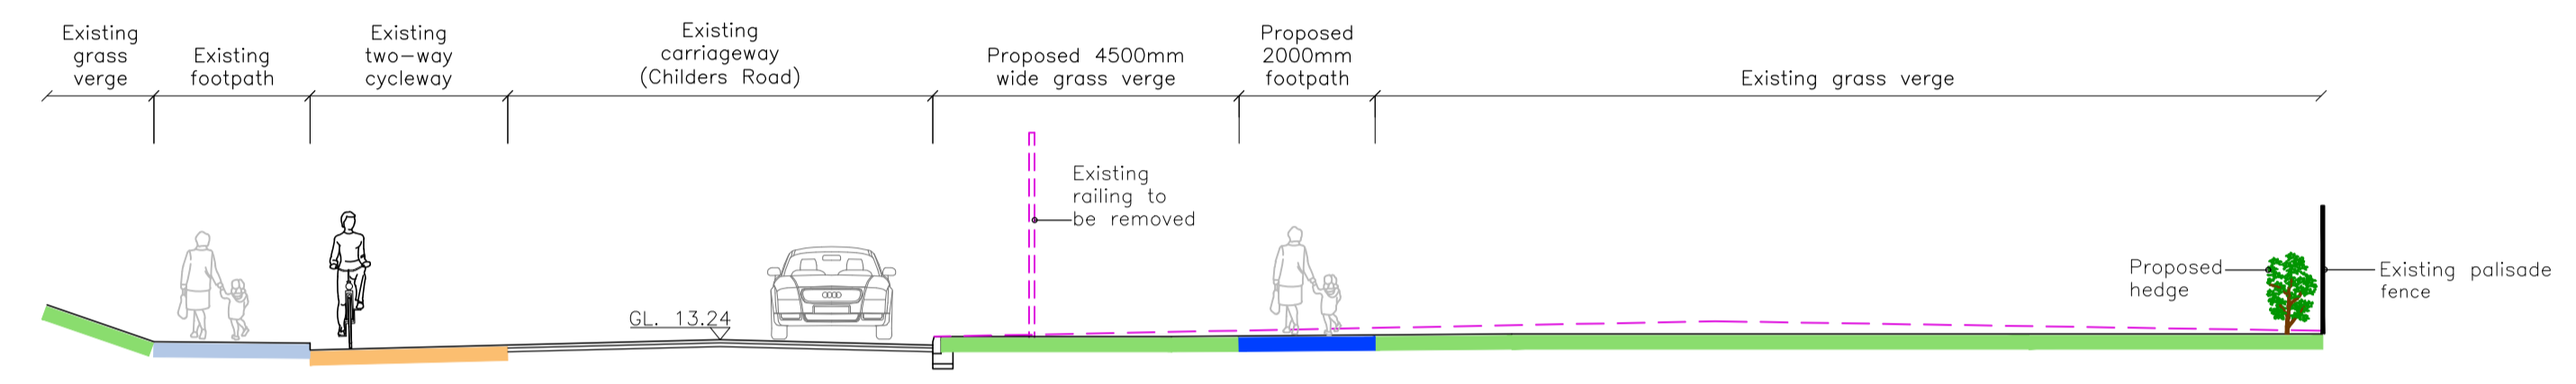 Existing
grass
verge
Existing
footpath
Existing
two-way
cycleway
Existing
carriageway
(Childers Road)
Proposed 4500mm
wide grass verge
Proposed
2000mm
footpath
Existing grass verge
Existing
railing to
be removed
GL. 13.24
Proposed
hedge
Existing palisade
fence